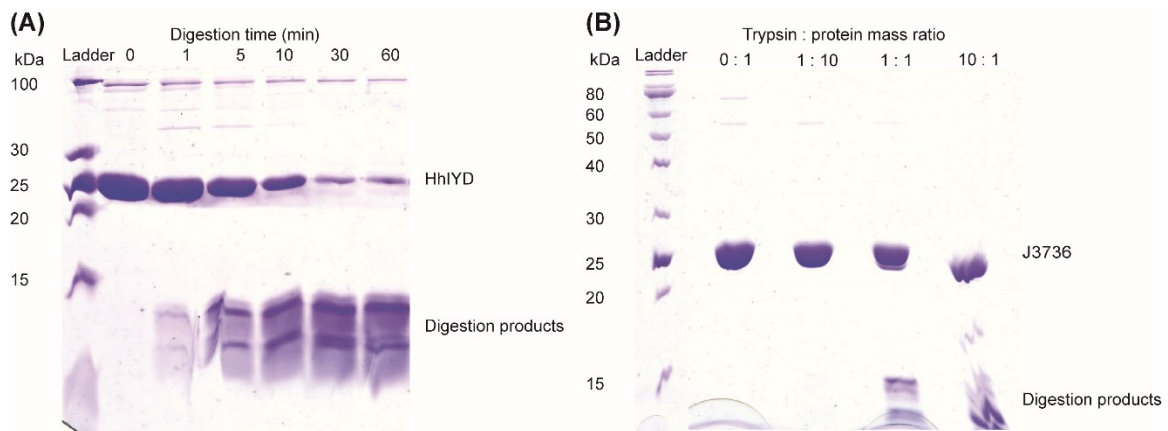 (A)
Digestion time (min)
kDa Ladder 0 1 5 10 30 60
100
30
25
20
15
HhIYD
Digestion products
(B)
Trypsin : protein mass ratio
kDa Ladder 0 : 1 1 : 10 1 : 1 10 : 1
80
60
50
40
30
25
20
15
J3736
Digestion products